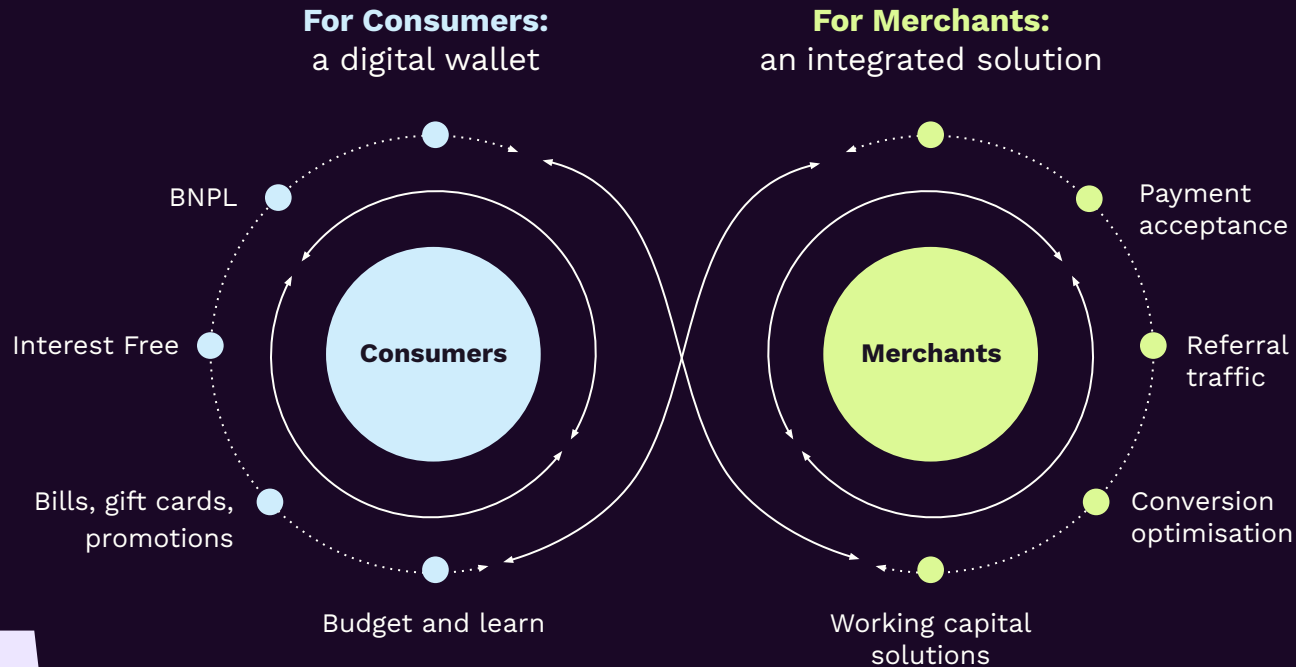 For Consumers:
a digital wallet
For Merchants:
an integrated solution
BNPL
Interest Free
Bills, gift cards,
promotions
Budget and learn
Consumers
Merchants
Payment
acceptance
Referral
traffic
Conversion
optimisation
Working capital
solutions